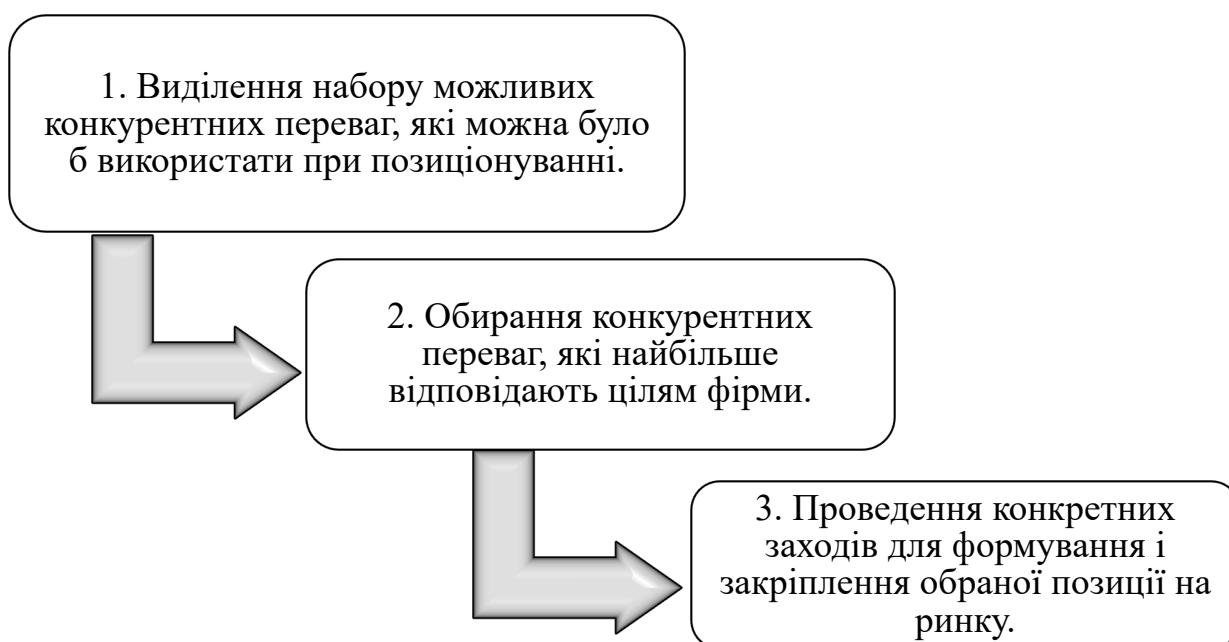 1. Виділення набору можливих
конкурентних переваг, які можна було
б використати при позиціонуванні.
2. Обирання конкурентних
переваг, які найбільше
відповідають цілям фірми.
3. Проведення конкретних
заходів для формування і
закріплення обраної позиції на
ринку.